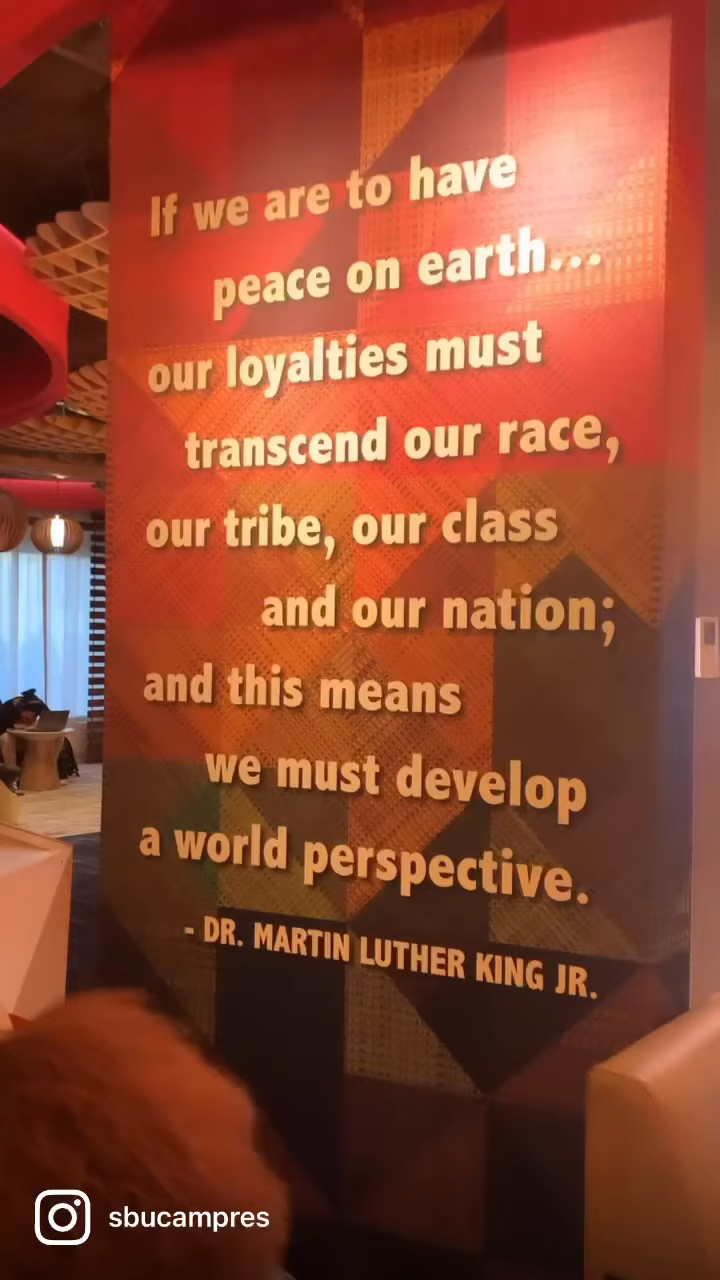 If we are to have
peace on earth...
our loyalties must
transcend our race,
our tribe, our class
and our nation;
and this means
we must develop
a world perspective.
- DR. MARTIN LUTHER KING JR.
sbucampres